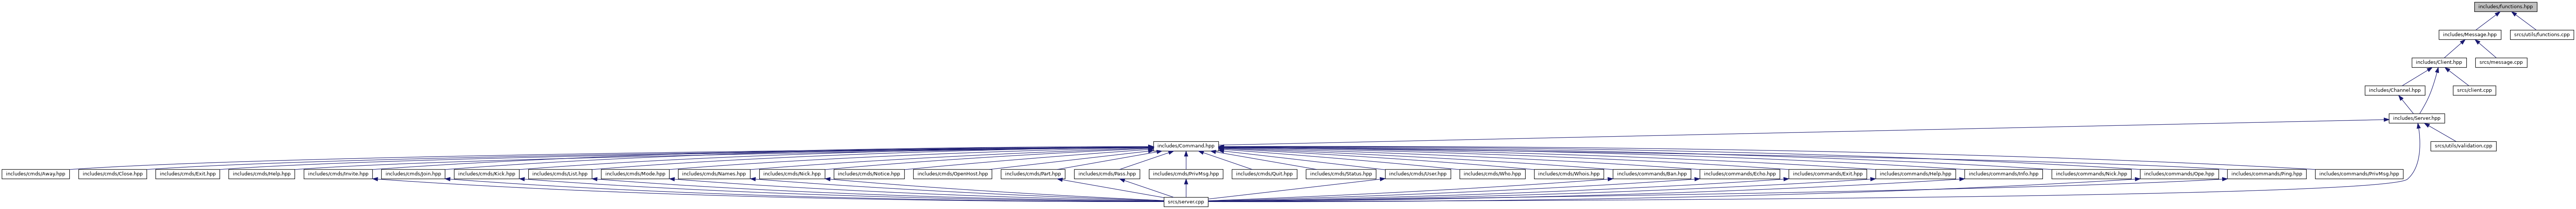 includes/functions.hpp
includes/Message.hpp
srcs/utils/functions.cpp
includes/Client.hpp
srcs/message.cpp
includes/Channel.hpp
srcs/client.cpp
includes/Server.hpp
includes/Command.hpp
srcs/utils/validation.cpp
includes/cmds/Away.hpp
includes/cmds/Close.hpp
includes/cmds/Exit.hpp
includes/cmds/Help.hpp
includes/cmds/Invite.hpp
includes/cmds/Join.hpp
includes/cmds/Kick.hpp
includes/cmds/List.hpp
includes/cmds/Mode.hpp
includes/cmds/Names.hpp
includes/cmds/Nick.hpp
includes/cmds/Notice.hpp
includes/cmds/OpenHost.hpp
includes/cmds/Part.hpp
includes/cmds/Pass.hpp
includes/cmds/PrivMsg.hpp
includes/cmds/Quit.hpp
includes/cmds/Status.hpp
includes/cmds/User.hpp
includes/cmds/Who.hpp
includes/cmds/Whois.hpp
includes/commands/Ban.hpp
includes/commands/Echo.hpp
includes/commands/Exit.hpp
includes/commands/Help.hpp
includes/commands/Info.hpp
includes/commands/Nick.hpp
includes/commands/Ope.hpp
includes/commands/Ping.hpp
includes/commands/PrivMsg.hpp
srcs/server.cpp